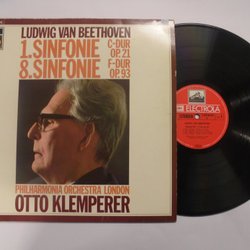 LUDWIG VAN BEETHOVEN
1. SINFONIE C-DUR OP. 21
8. SINFONIE F-DUR OP. 93
PHILHARMONIA ORCHESTRA LONDON
OTTO KLEMPERER
ELECTROLA